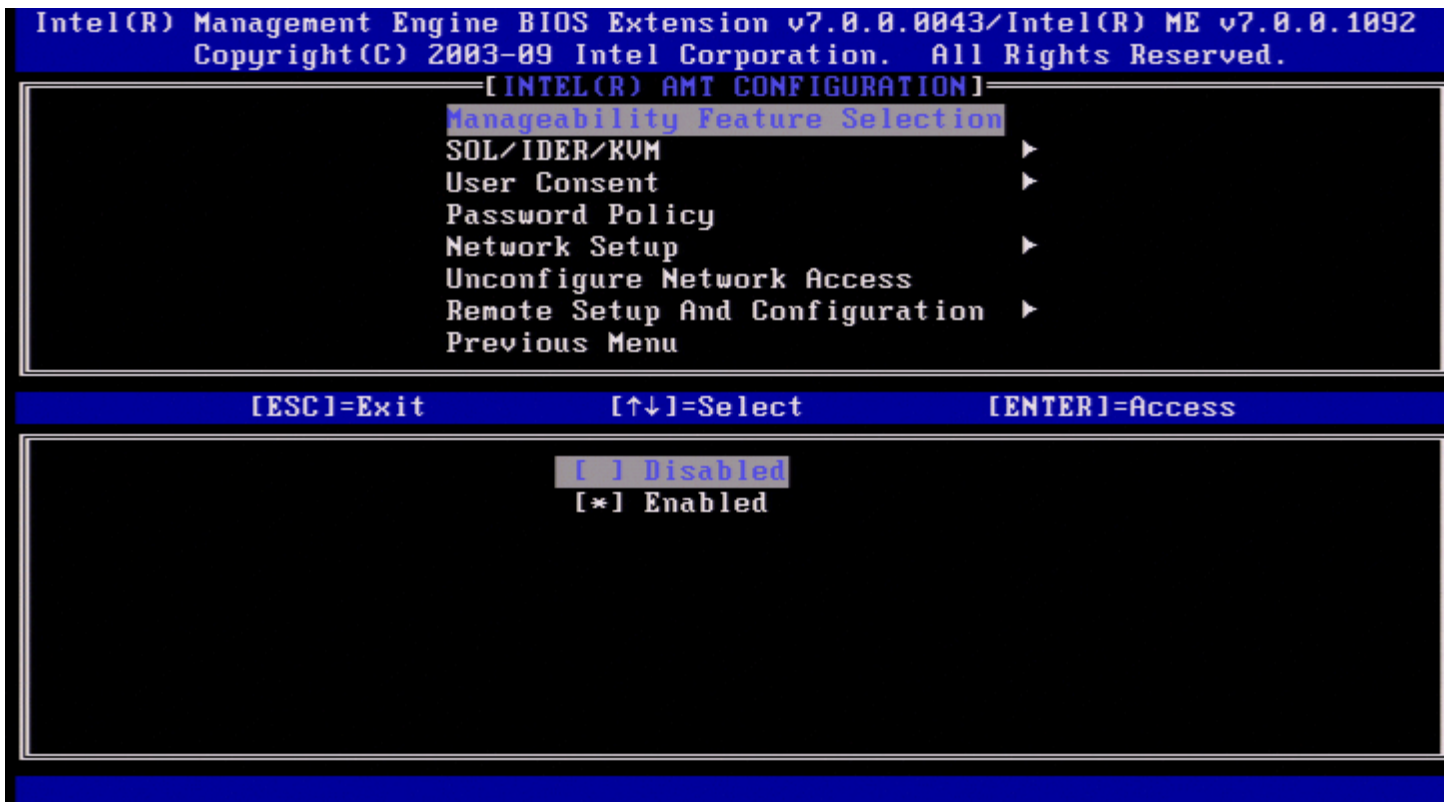 Intel(R) Management Engine BIOS Extension v7.0.0.0043/Intel(R) ME v7.0.0.1092
Copyright(C) 2003-09 Intel Corporation. All Rights Reserved.
[INTEL(R) AMT CONFIGURATION]
Manageability Feature Selection
SOL/IDER/KVM ►
User Consent ►
Password Policy
Network Setup ►
Unconfigure Network Access
Remote Setup And Configuration ►
Previous Menu
[ESC]=Exit [↑↓]=Select [ENTER]=Access
[ ] Disabled
[*] Enabled